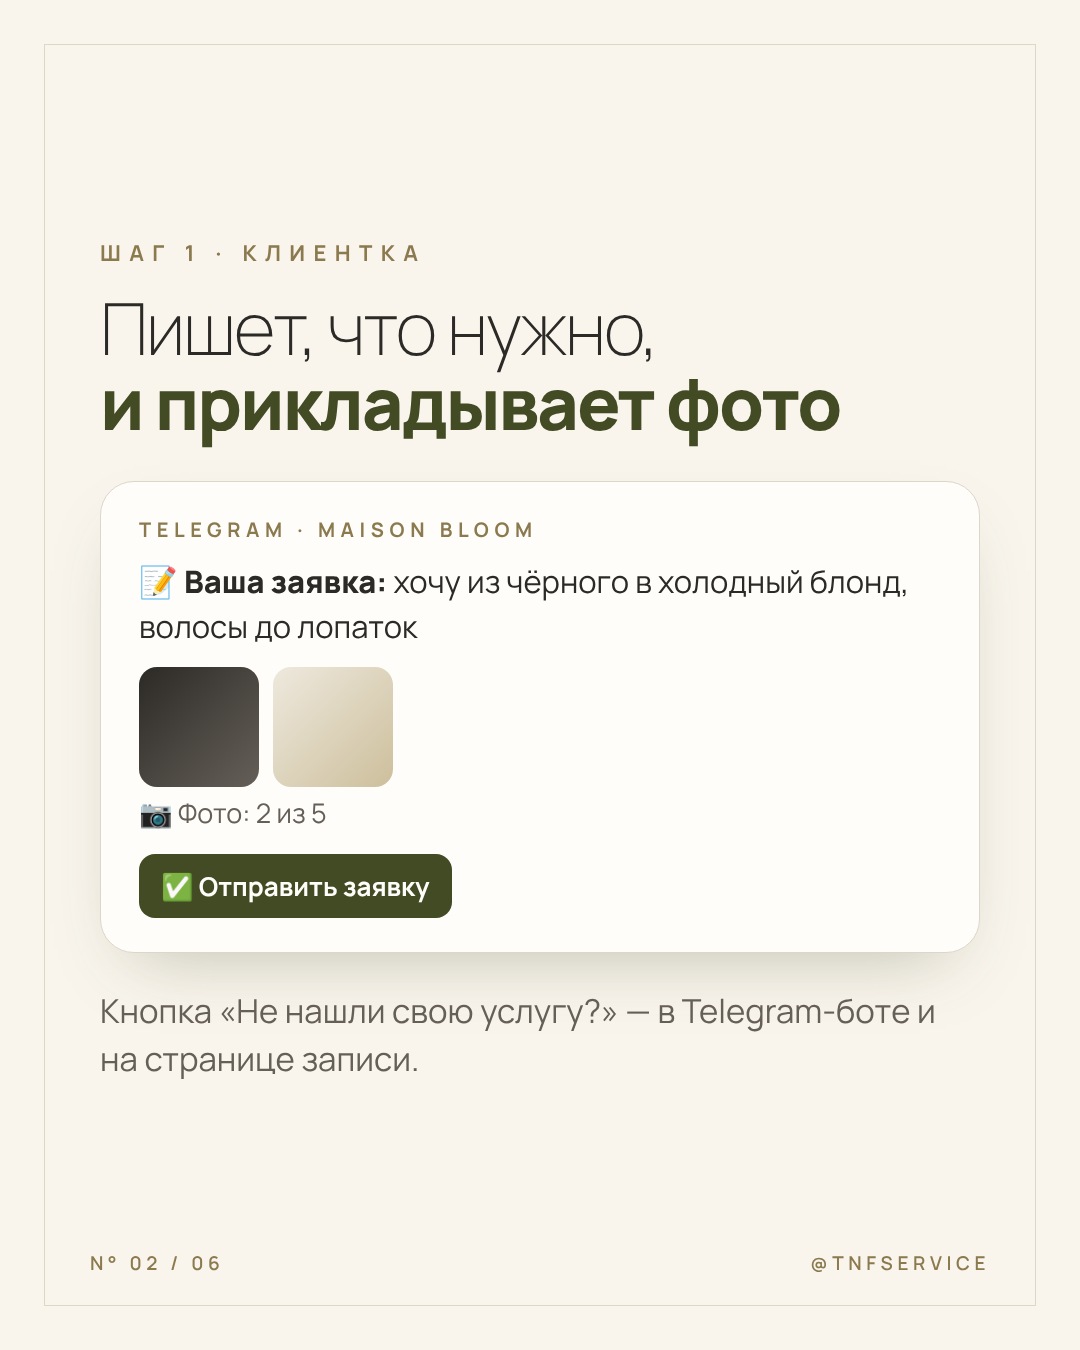 ШАГ 1 · КЛИЕНТКА
Пишет, что нужно,
и прикладывает фото
TELEGRAM · MAISON BLOOM
📝 Ваша заявка: хочу из чёрного в холодный блонд,
волосы до лопаток
📷 Фото: 2 из 5
✅ Отправить заявку
Кнопка «Не нашли свою услугу?» — в Telegram-боте и
на странице записи.
N° 02 / 06
@TNFSERVICE